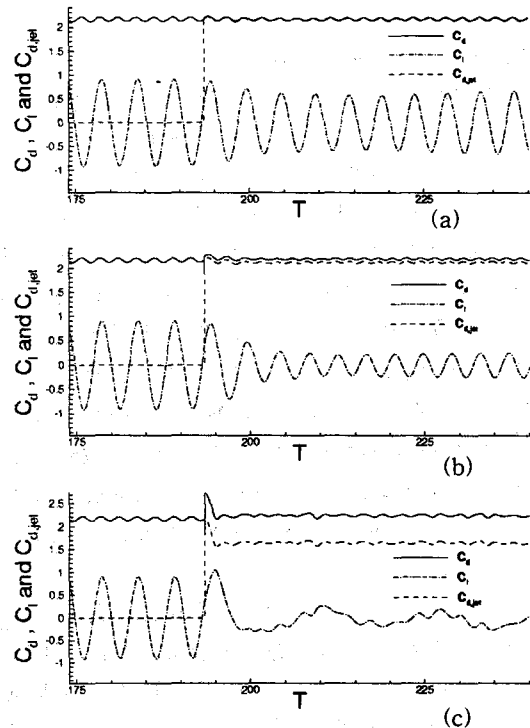 2
1.5
1
0.5
0
-0.5
-1
C_d , C_l and C_d,jet
C_d
C_l
C_d,jet
175
200
225
T
(a)
2
1.5
1
0.5
0
-0.5
-1
C_d , C_l and C_d,jet
C_d
C_l
C_d,jet
175
200
225
T
(b)
2.5
2
1.5
1
0.5
0
-0.5
-1
C_d , C_l and C_d,jet
C_d
C_l
C_d,jet
175
200
225
T
(c)